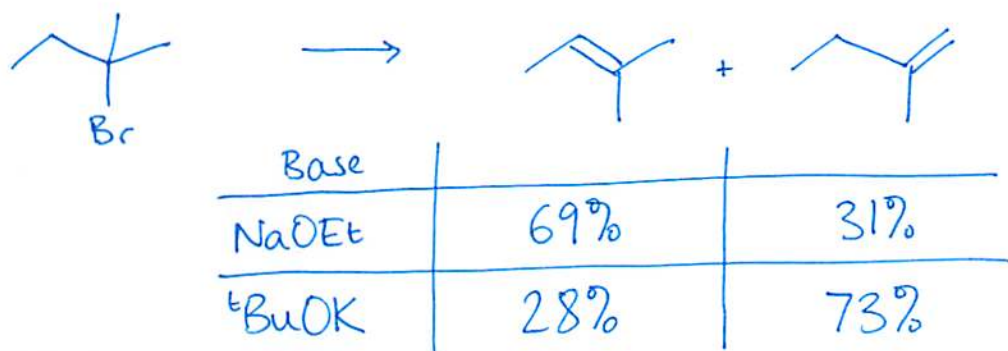 +
Br
Base
NaOEt 69% 31%
ᵗBuOK 28% 73%